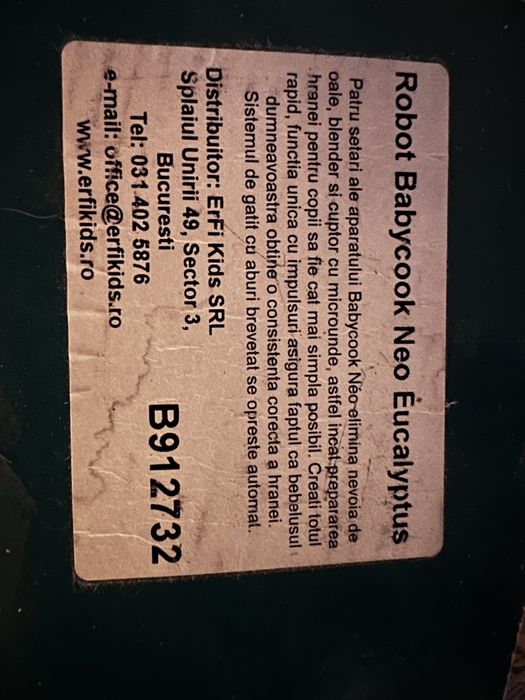 Robot Babycook Neo Eucalyptus
Patru setari ale aparatului Babycook Néo elimina nevoia de
oale, blender si cuptor cu microunde, astfel incat prepararea
hranei pentru copii sa fie cat mai simpla posibil. Creati totul
rapid, functia unica cu impulsuri asigura faptul ca bebelusul
dumneavoastra obtine o consistenta corecta a hranei.
Sistemul de gatit cu aburi brevetat se opreste automat.
Distribuitor: ErFi Kids SRL
Splaiul Unirii 49, Sector 3,
Bucuresti
Tel: 031 402 5876
e-mail: office@erfikids.ro
www.erfikids.ro
B912732